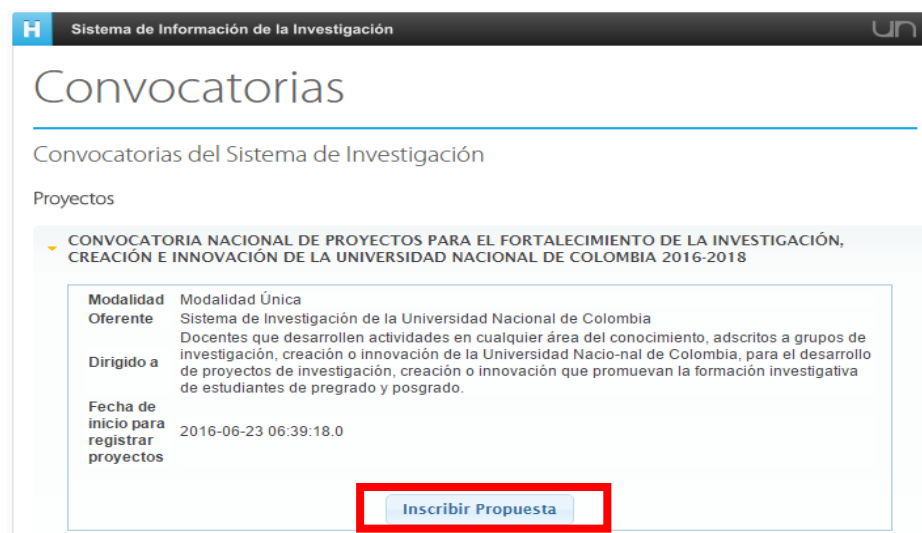 H Sistema de Información de la Investigación un
Convocatorias
Convocatorias del Sistema de Investigación
Proyectos
CONVOCATORIA NACIONAL DE PROYECTOS PARA EL FORTALECIMIENTO DE LA INVESTIGACIÓN,
CREACIÓN E INNOVACIÓN DE LA UNIVERSIDAD NACIONAL DE COLOMBIA 2016-2018
Modalidad Modalidad Única
Oferente Sistema de Investigación de la Universidad Nacional de Colombia
Dirigido a Docentes que desarrollen actividades en cualquier área del conocimiento, adscritos a grupos de
investigación, creación o innovación de la Universidad Nacio-nal de Colombia, para el desarrollo
de proyectos de investigación, creación o innovación que promuevan la formación investigativa
de estudiantes de pregrado y posgrado.
Fecha de
inicio para
registrar
proyectos
2016-06-23 06:39:18.0
Inscribir Propuesta